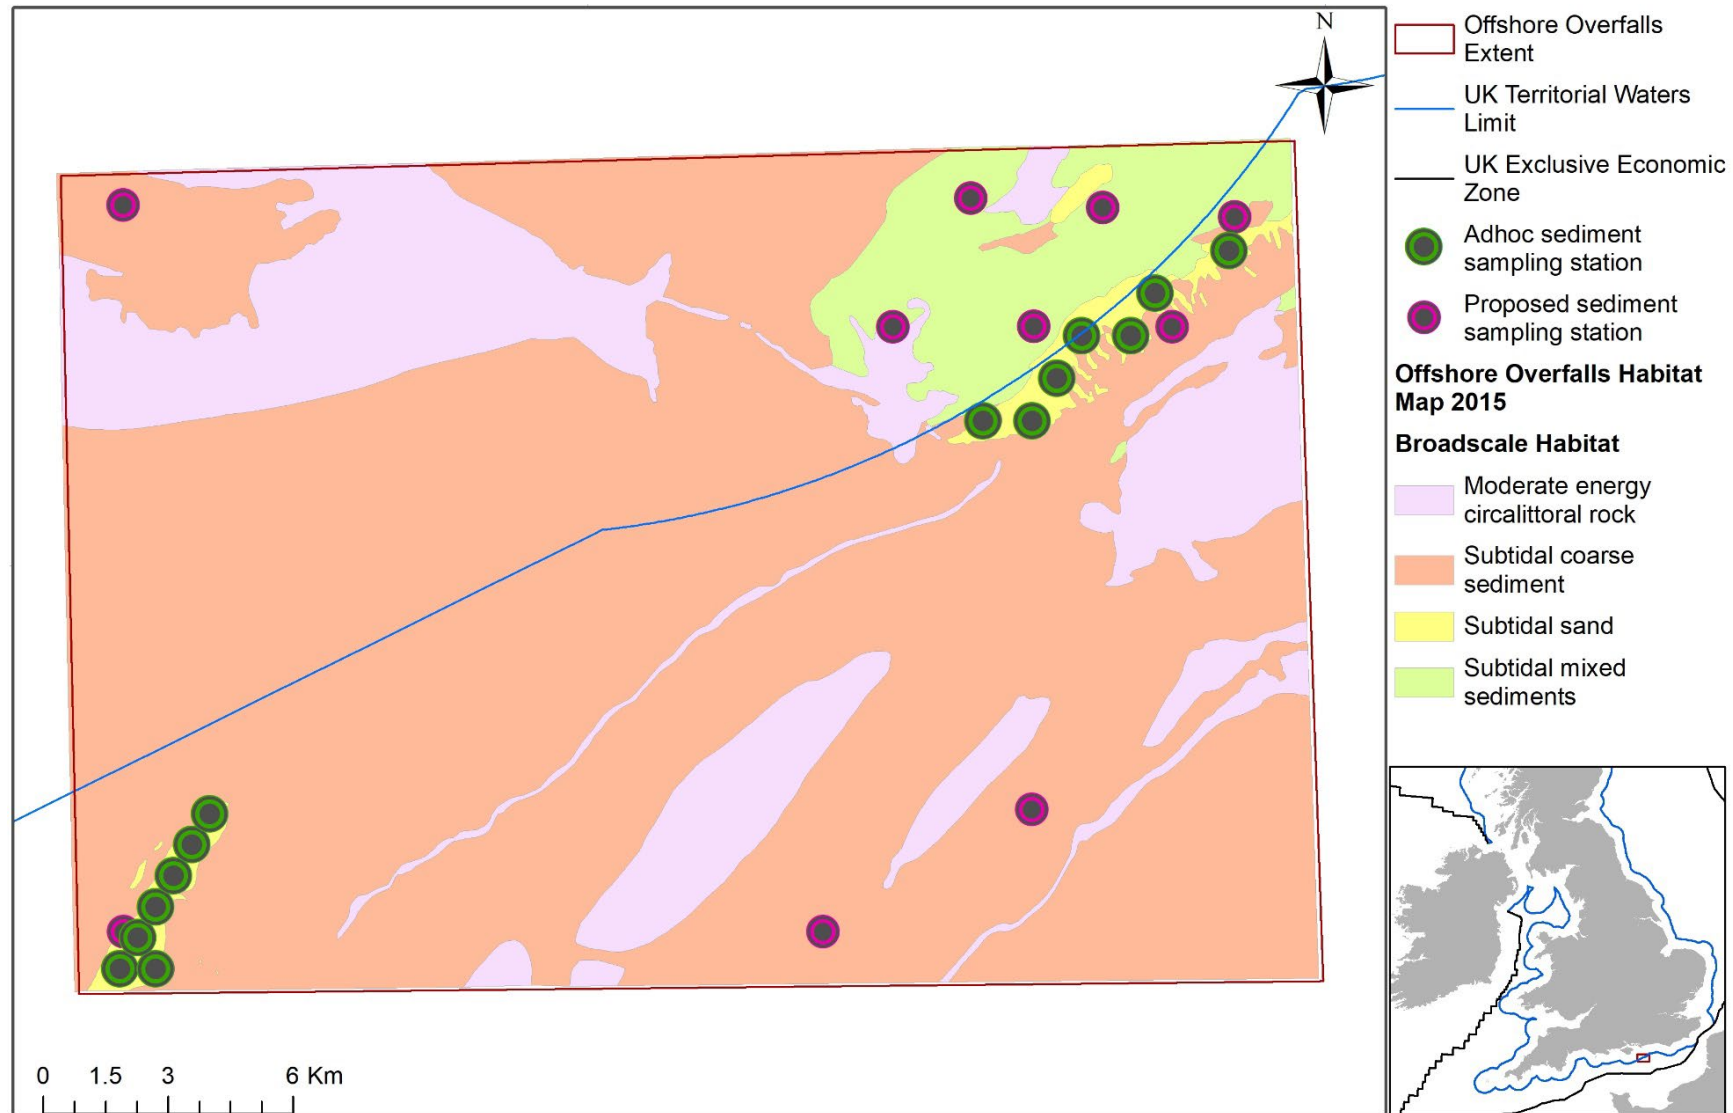 N
Offshore Overfalls
Extent
UK Territorial Waters
Limit
UK Exclusive Economic
Zone
Adhoc sediment
sampling station
Proposed sediment
sampling station
Offshore Overfalls Habitat
Map 2015
Broadscale Habitat
Moderate energy
circalittoral rock
Subtidal coarse
sediment
Subtidal sand
Subtidal mixed
sediments
0 1.5 3 6 Km